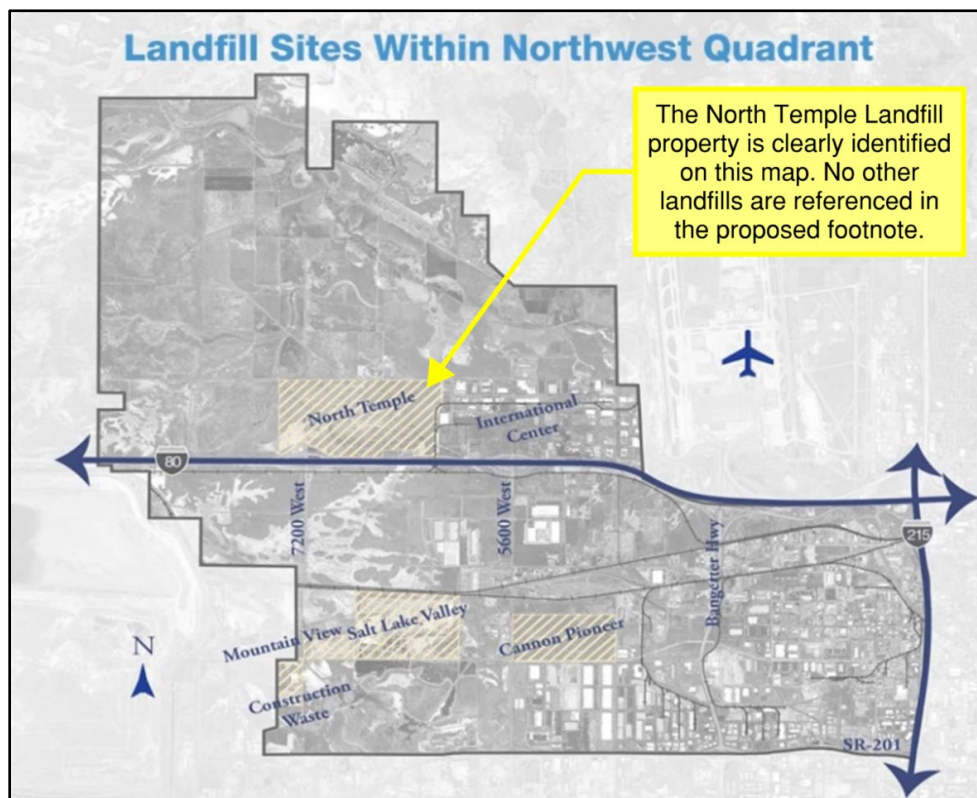 Landfill Sites Within Northwest Quadrant
The North Temple Landfill
property is clearly identified
on this map. No other
landfills are referenced in
the proposed footnote.
North Temple
International
Center
80
7200 West
5600 West
Bangerter Hwy
215
Mountain View
Salt Lake Valley
Cannon Pioneer
N
Construction
Waste
SR-201